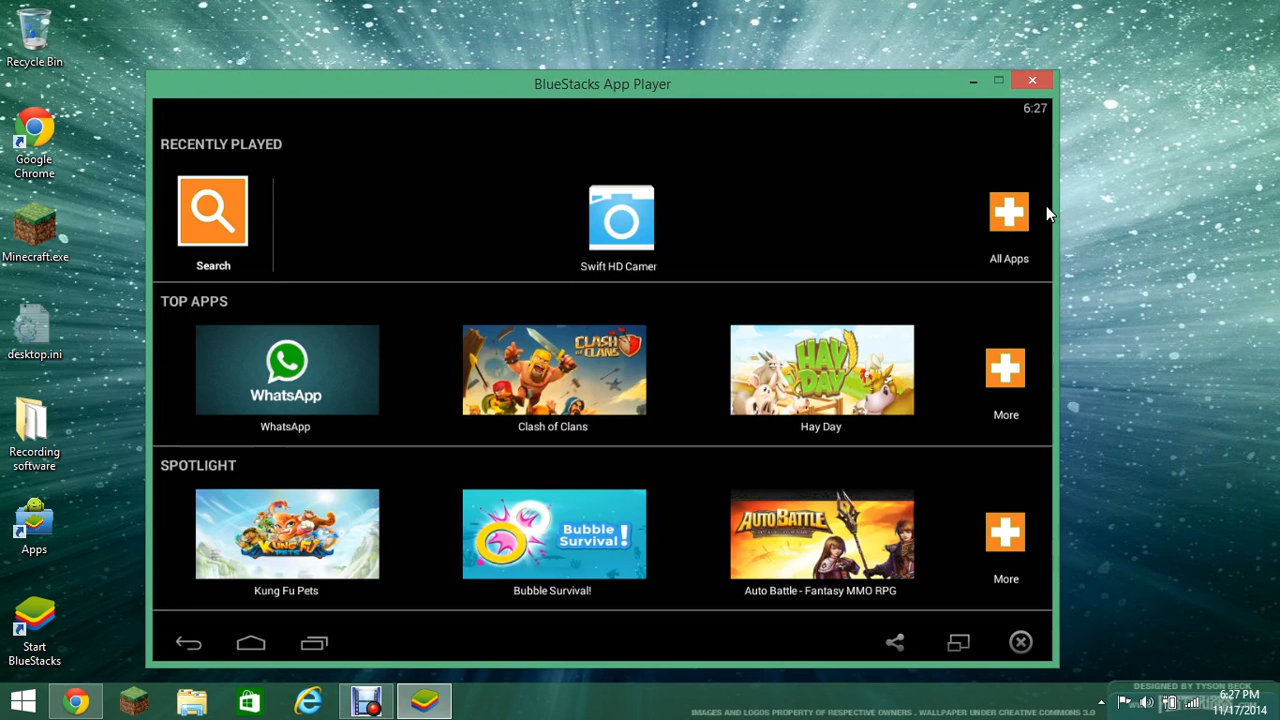 Recycle Bin
Google
Chrome
Minecraft.exe
desktop.ini
Recording
software
Apps
Start
BlueStacks
BlueStacks App Player
6:27
RECENTLY PLAYED
Search
Swift HD Camer
All Apps
TOP APPS
WhatsApp
WhatsApp
CLASH OF CLANS
Clash of Clans
HAY DAY
Hay Day
More
SPOTLIGHT
KUNG FU PETS
Kung Fu Pets
Bubble
Survival!
Bubble Survival!
AUTO BATTLE
Auto Battle - Fantasy MMO RPG
More
DESIGNED BY TYSON BECK
IMAGES AND LOGOS PROPERTY OF RESPECTIVE OWNERS . WALLPAPER UNDER CREATIVE COMMONS 3.0
6:27 PM
11/17/2014